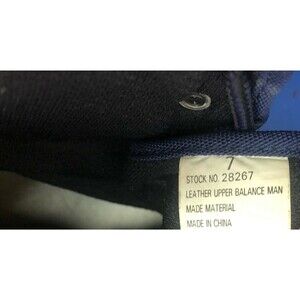 7
STOCK NO. 28267
LEATHER UPPER BALANCE MAN
MADE MATERIAL
MADE IN CHINA